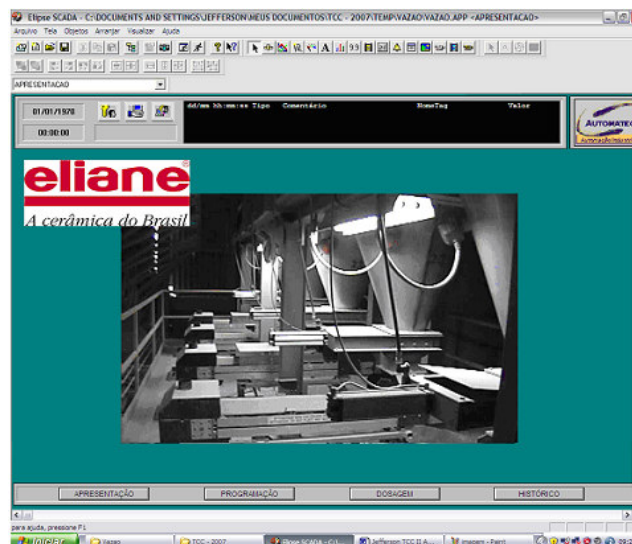 Elipse SCADA - C:\DOCUMENTS AND SETTINGS\JEFFERSON\MEUS DOCUMENTOS\TCC - 2007\TEMP\VAZAO\VAZAO.APP <APRESENTACAO>
Arquivo Tela Objetos Arranjar Visualizar Ajuda
APRESENTACAO
01/01/1970
00:00:00
dd/mm hh:mm:ss Tipo Comentário NomeTag Valor
AUTOMATEC
eliane
A cerâmica do Brasil
APRESENTAÇÃO PROGRAMAÇÃO DOSAGEM HISTÓRICO
para ajuda, pressione F1
Iniciar Vazao TCC - 2007 Elipse SCADA - C:\... Jefferson TCC II A... imagem - Paint